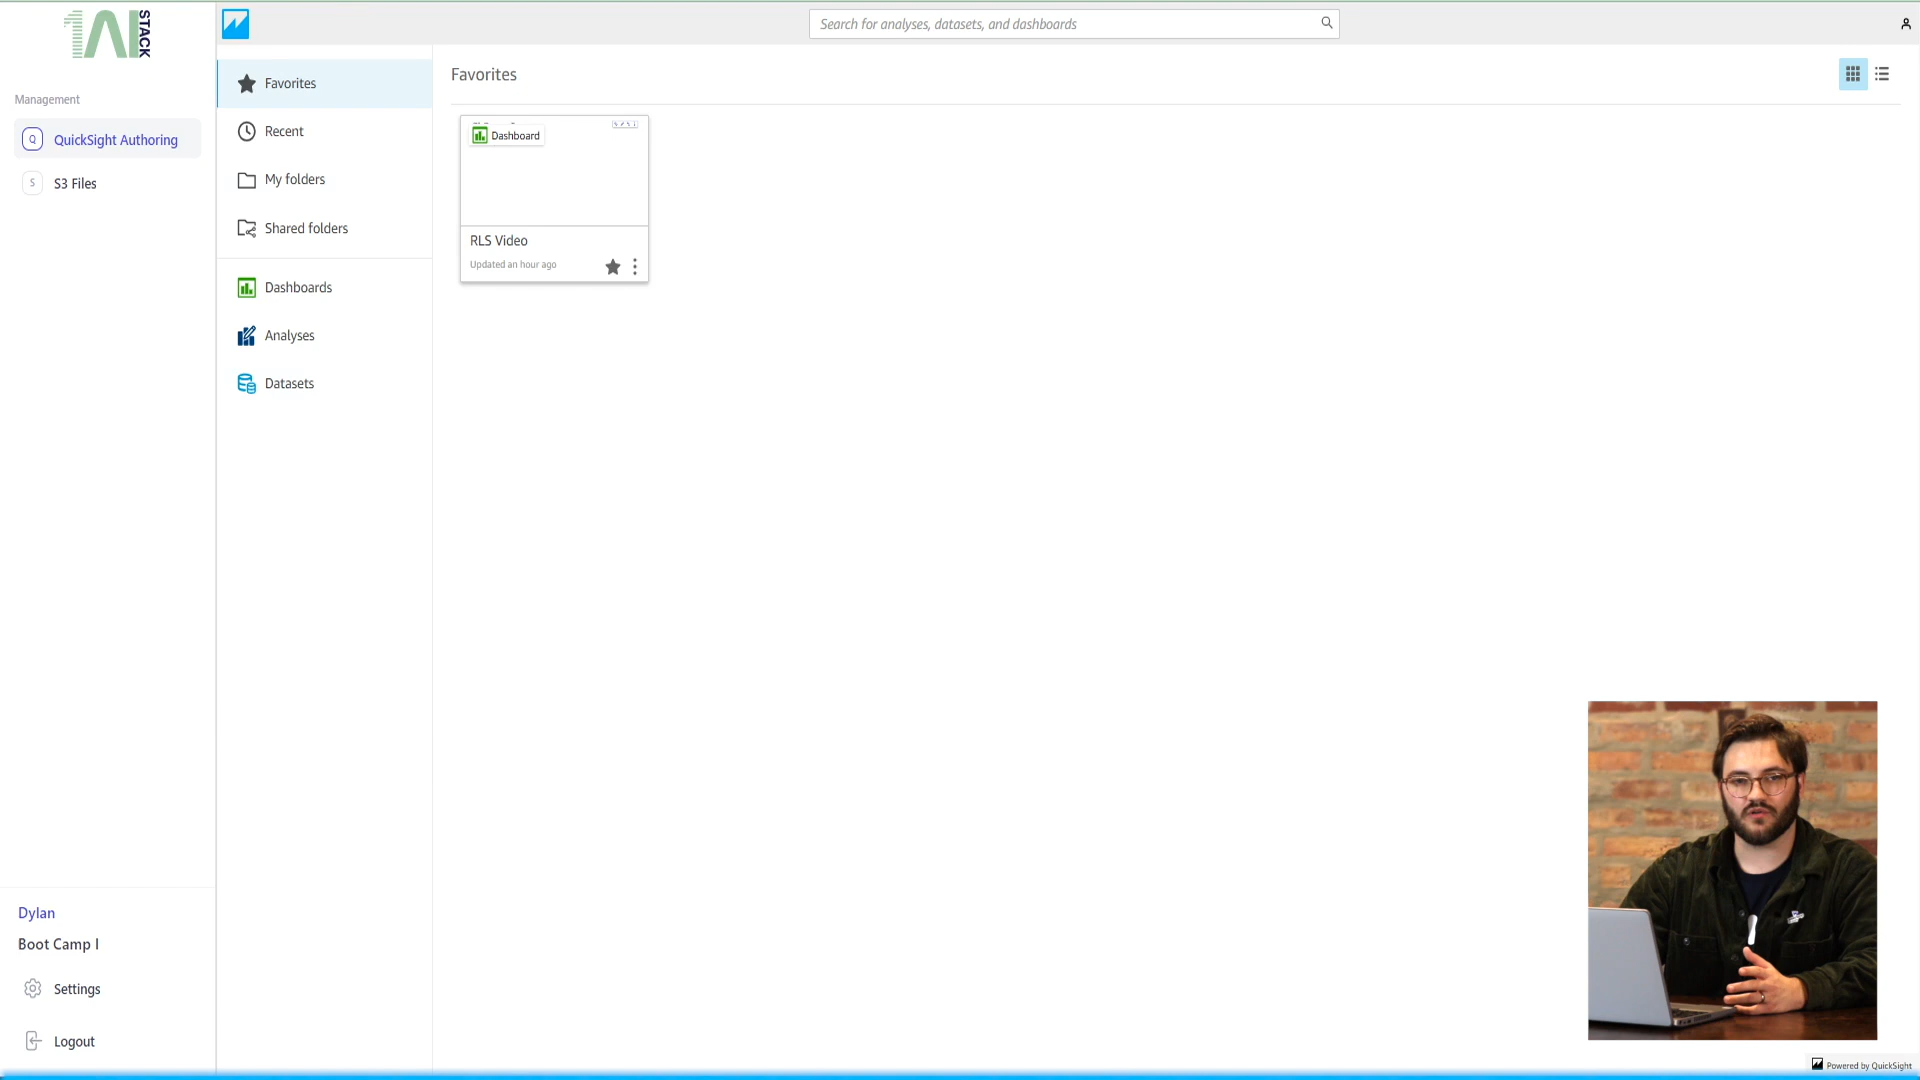 1AI STACK
Search for analyses, datasets, and dashboards
Management
Q QuickSight Authoring
S S3 Files
Favorites
Recent
My folders
Shared folders
Dashboards
Analyses
Datasets
Favorites
Dashboard
RLS Video
Updated an hour ago
Dylan
Boot Camp I
Settings
Logout
Powered by QuickSight